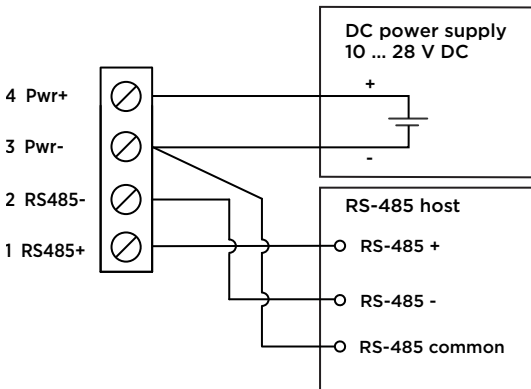 DC power supply
10 ... 28 V DC
+
-
4 Pwr+
3 Pwr-
2 RS485-
1 RS485+
RS-485 host
RS-485 +
RS-485 -
RS-485 common